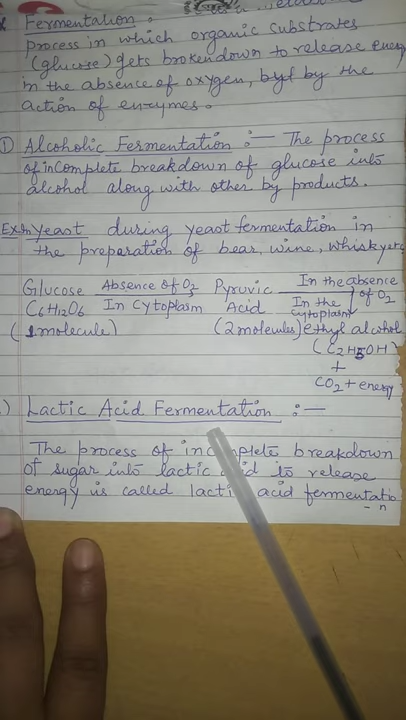 Fermentation :
process in which organic substrates
(glucose) gets brokendown to release
in the absence of oxygen, by the
action of enzymes.
① Alcoholic Fermentation :— The process
of incomplete breakdown of glucose into
alcohol along with other by products.
Ex:- In yeast during yeast fermentation in
the preparation of bear, wine, whisky etc
Glucose Absence of O2 Pyruvic In the absence of O2
C6H12O6 In Cytoplasm Acid In the cytoplasm
(1 molecule) (2 molecules) ethyl alcohol
(C2H5OH)
+
CO2 + energy
) Lactic Acid Fermentation :—
The process of incomplete breakdown
of sugar into lactic acid to release
energy is called lactic acid fermentatio
- n